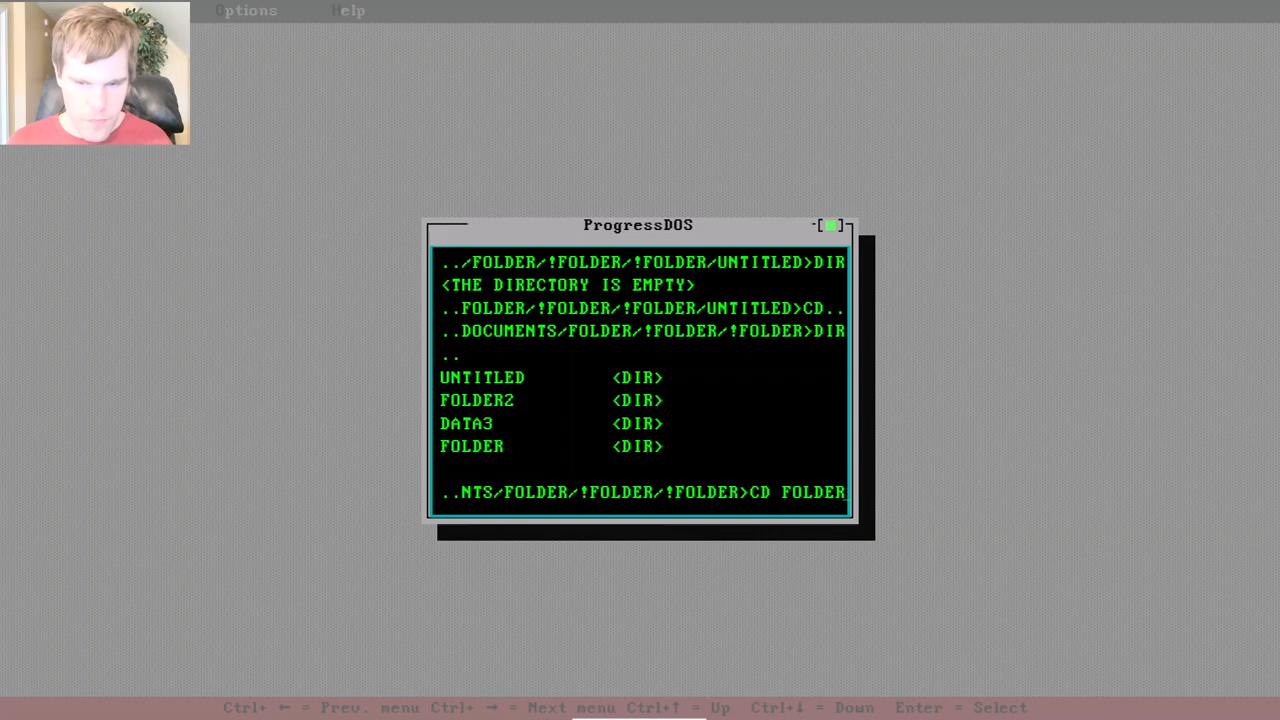 Options Help
ProgressDOS
../FOLDER/!FOLDER/!FOLDER/UNTITLED>DIR
<THE DIRECTORY IS EMPTY>
..FOLDER/!FOLDER/!FOLDER/UNTITLED>CD..
..DOCUMENTS/FOLDER/!FOLDER/!FOLDER>DIR
..
UNTITLED <DIR>
FOLDER2 <DIR>
DATA3 <DIR>
FOLDER <DIR>
..NTS/FOLDER/!FOLDER/!FOLDER>CD FOLDER_
Ctrl+ ← = Prev. menu Ctrl+ → = Next menu Ctrl+↑ = Up Ctrl+↓ = Down Enter = Select